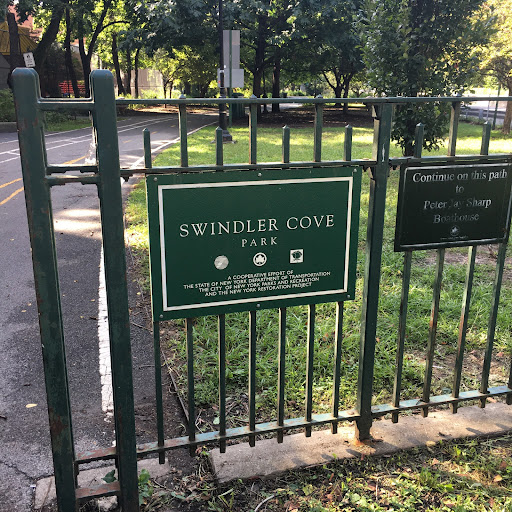 SWINDLER COVE
PARK
A COOPERATIVE EFFORT OF
THE STATE OF NEW YORK DEPARTMENT OF TRANSPORTATION
THE CITY OF NEW YORK PARKS AND RECREATION
AND THE NEW YORK RESTORATION PROJECT
Continue on this path
to
Peter Jay Sharp
Boathouse